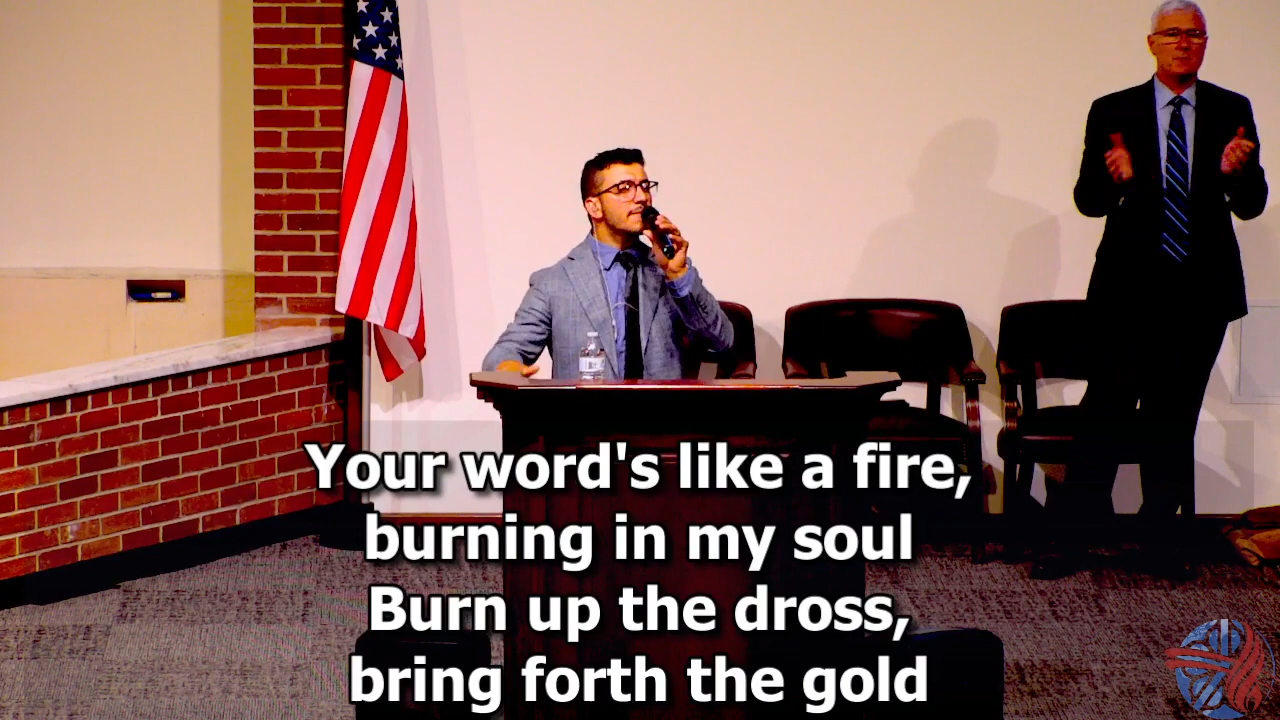 Your word's like a fire,
burning in my soul
Burn up the dross,
bring forth the gold